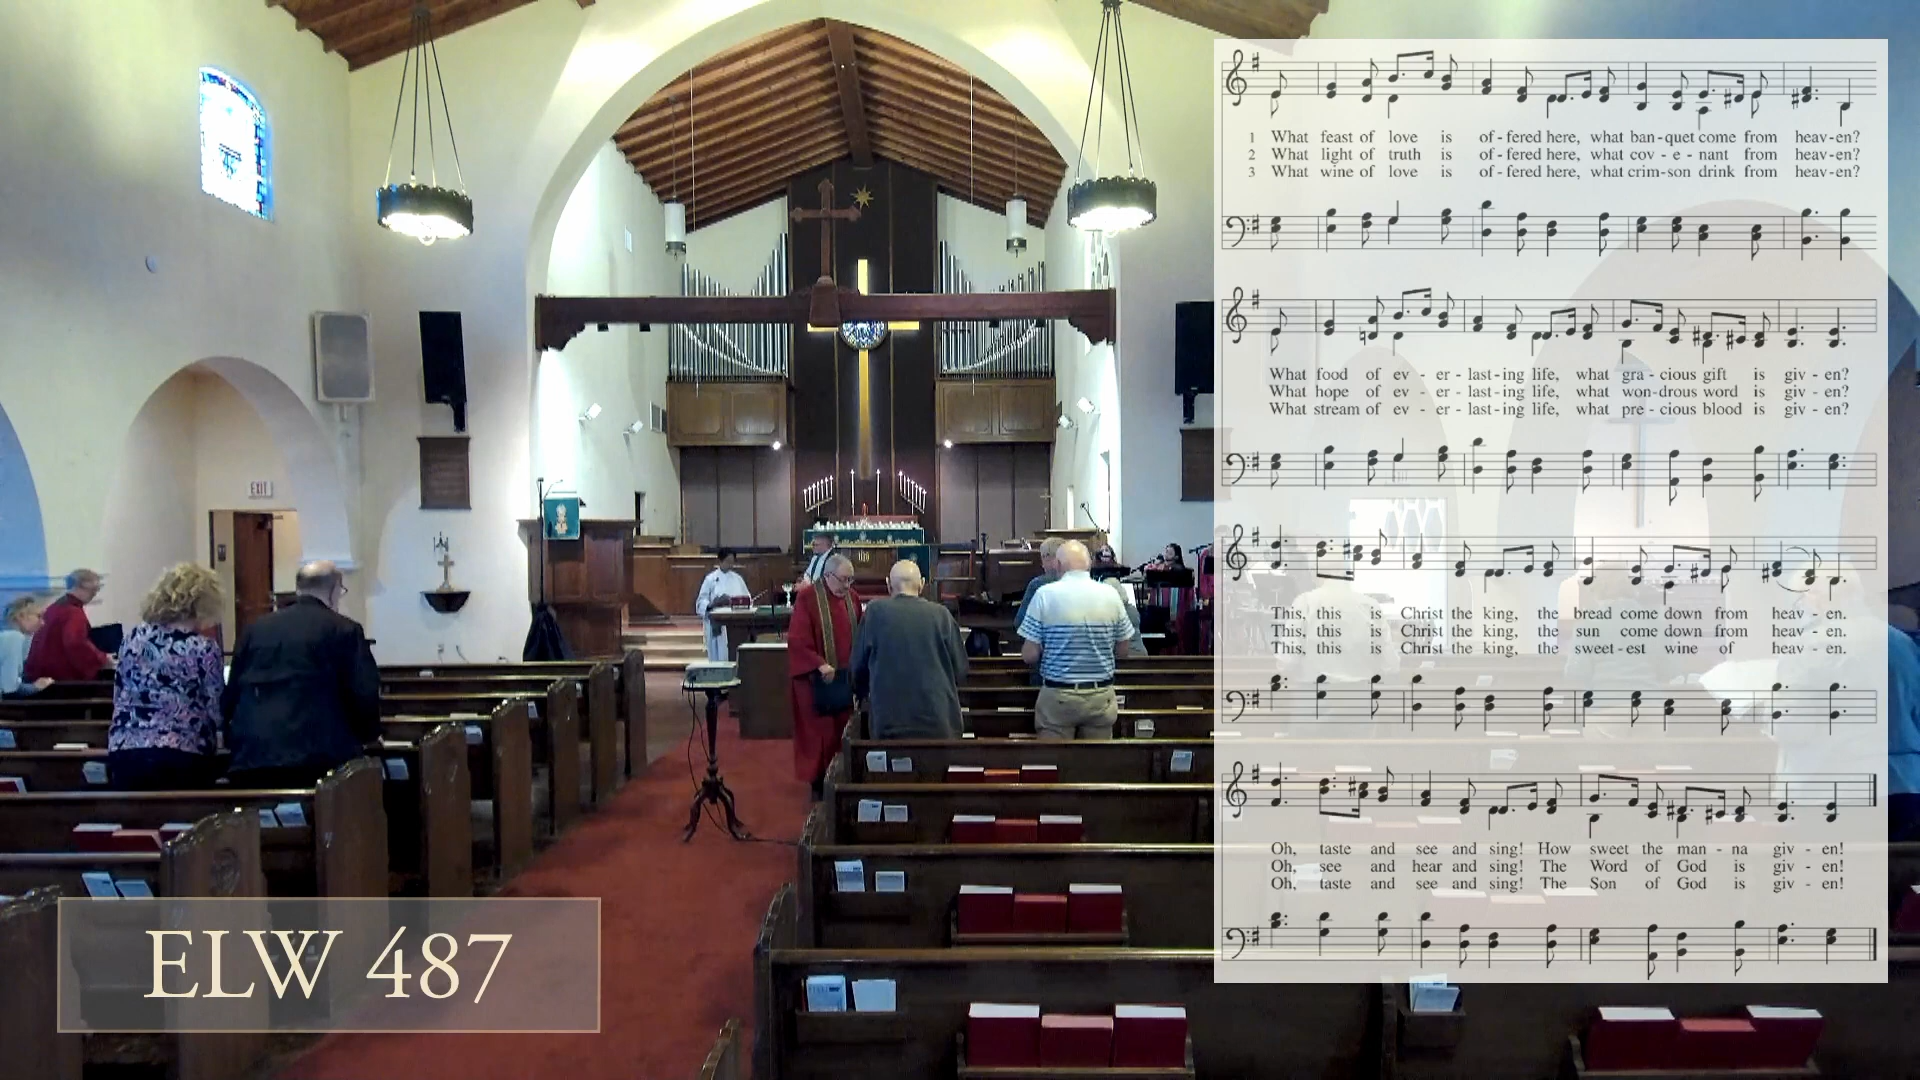 1 What feast of love is of - fered here, what ban - quet come from heav - en?
2 What light of truth is of - fered here, what cov - e - nant from heav - en?
3 What wine of love is of - fered here, what crim - son drink from heav - en?
What food of ev - er - last - ing life, what gra - cious gift is giv - en?
What hope of ev - er - last - ing life, what won - drous word is giv - en?
What stream of ev - er - last - ing life, what pre - cious blood is giv - en?
This, this is Christ the king, the bread come down from heav - en.
This, this is Christ the king, the sun come down from heav - en.
This, this is Christ the king, the sweet - est wine of heav - en.
Oh, taste and see and sing! How sweet the man - na giv - en!
Oh, see and hear and sing! The Word of God is giv - en!
Oh, taste and see and sing! The Son of God is giv - en!
EXIT
ELW 487